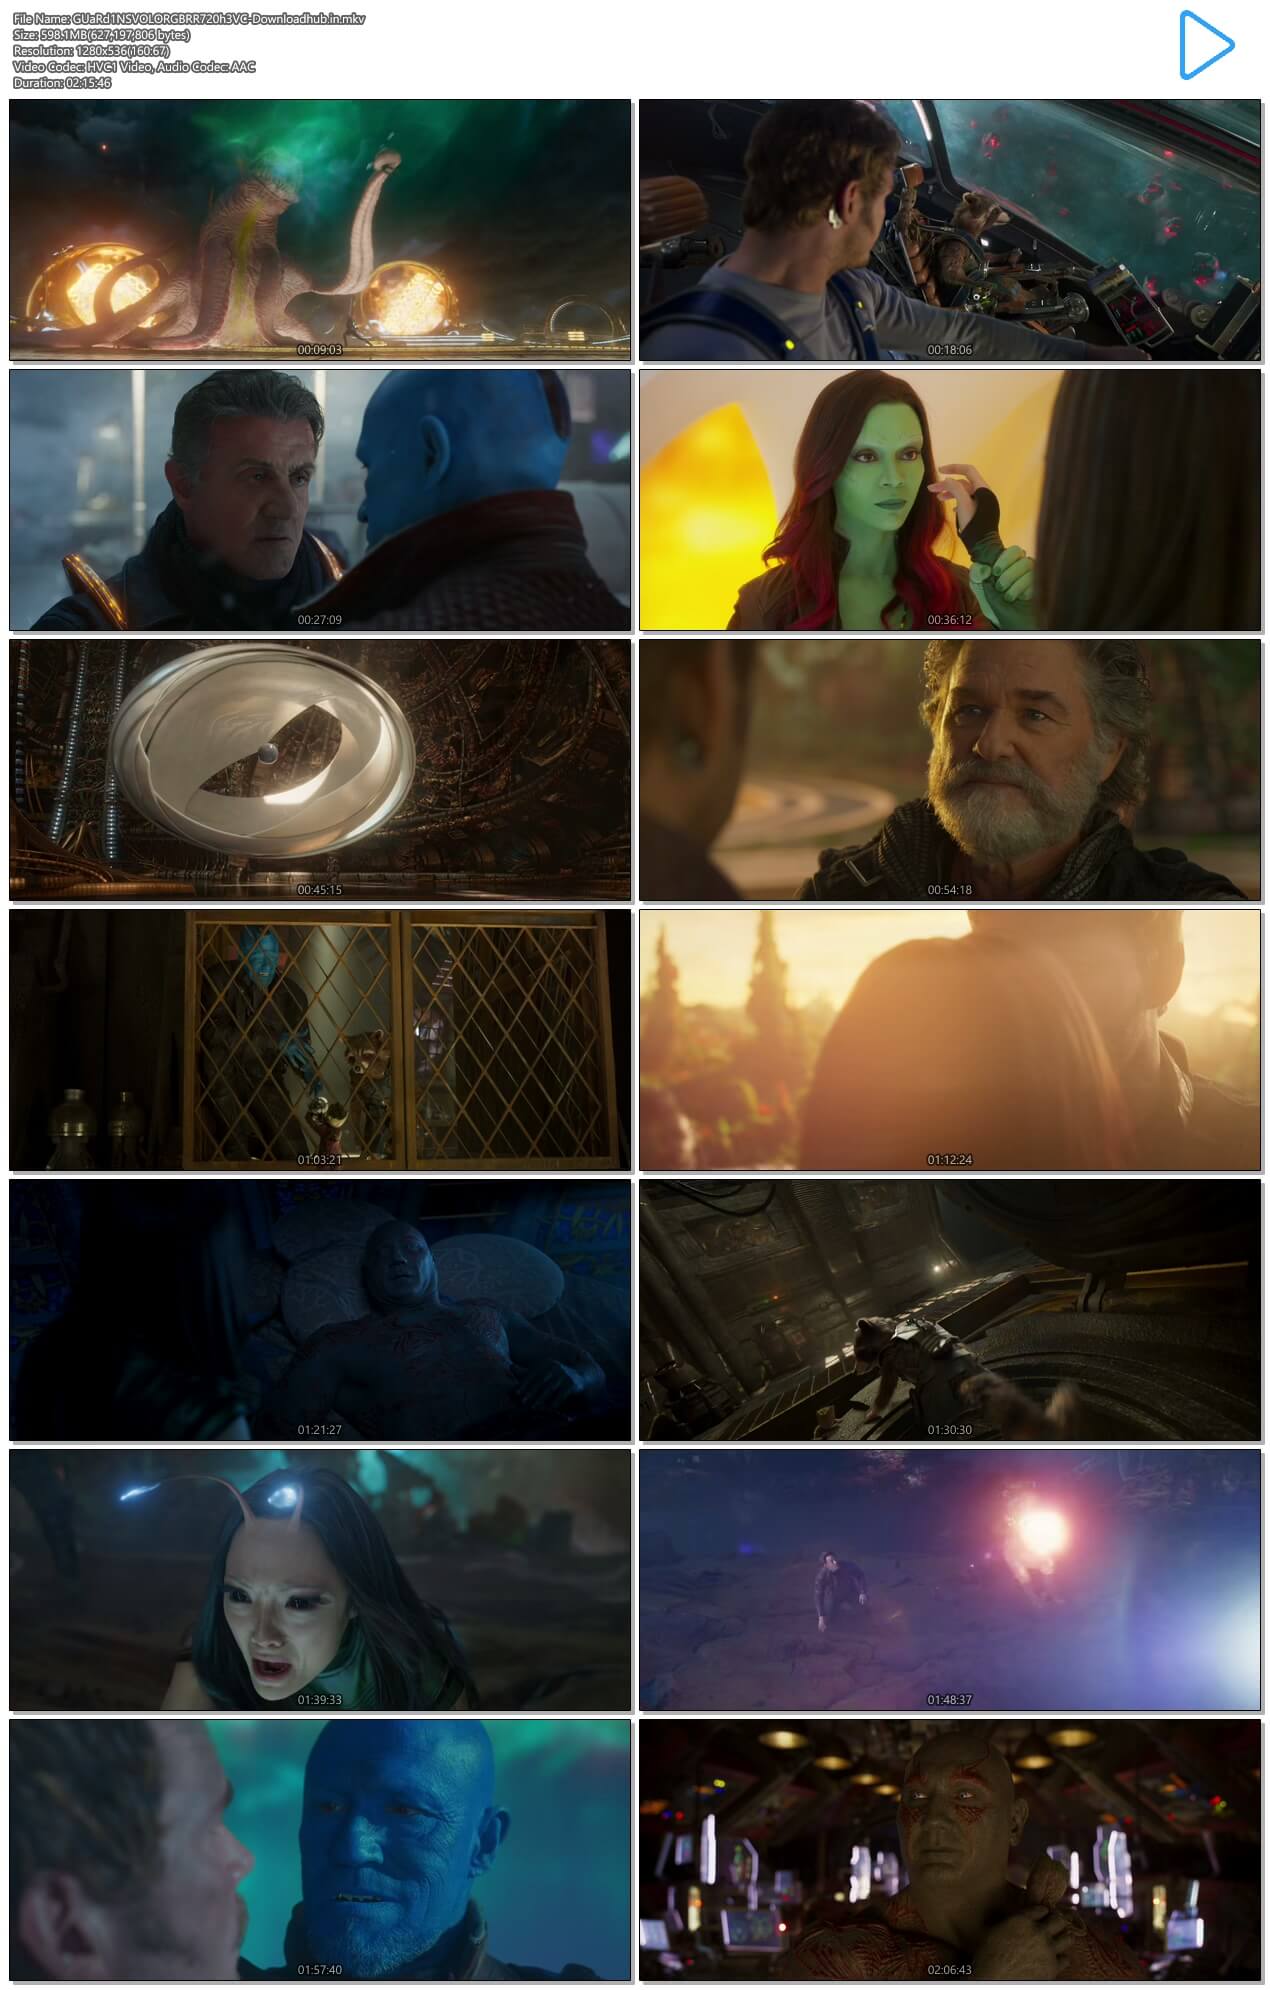 File Name: GUaRd1NSVOLORGBRR720h3VC-Downloadhub.in.mkv
Size: 598.1MB(627,197,806 bytes)
Resolution: 1280x536(160:67)
Video Codec: HVC1 Video, Audio Codec: AAC
Duration: 02:15:46
00:09:03
00:18:06
00:27:09
00:36:12
00:45:15
00:54:18
01:03:21
01:12:24
01:21:27
01:30:30
01:39:33
01:48:37
01:57:40
02:06:43